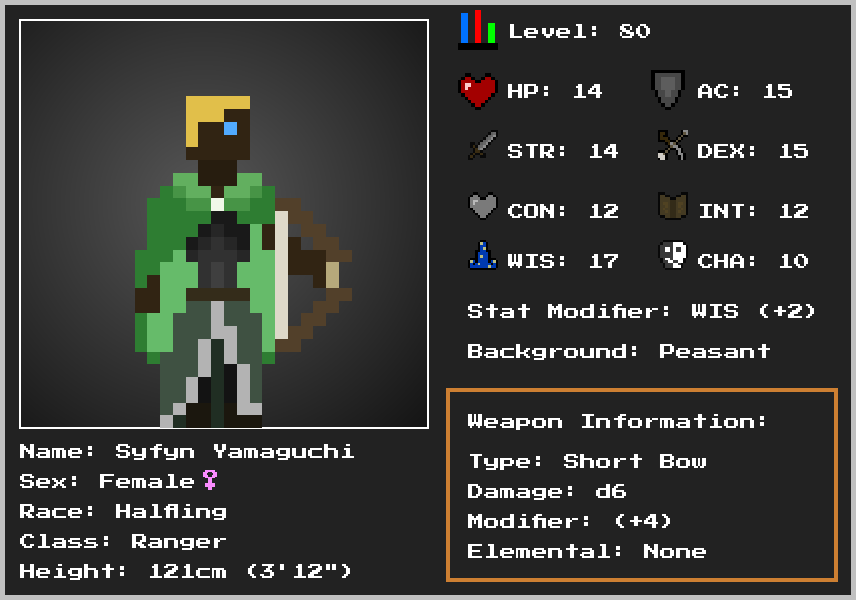 Level: 80
HP: 14
AC: 15
STR: 14
DEX: 15
CON: 12
INT: 12
WIS: 17
CHA: 10
Stat Modifier: WIS (+2)
Background: Peasant
Weapon Information:
Type: Short Bow
Damage: d6
Modifier: (+4)
Elemental: None
Name: Syfyn Yamaguchi
Sex: Female♀
Race: Halfling
Class: Ranger
Height: 121cm (3'12")